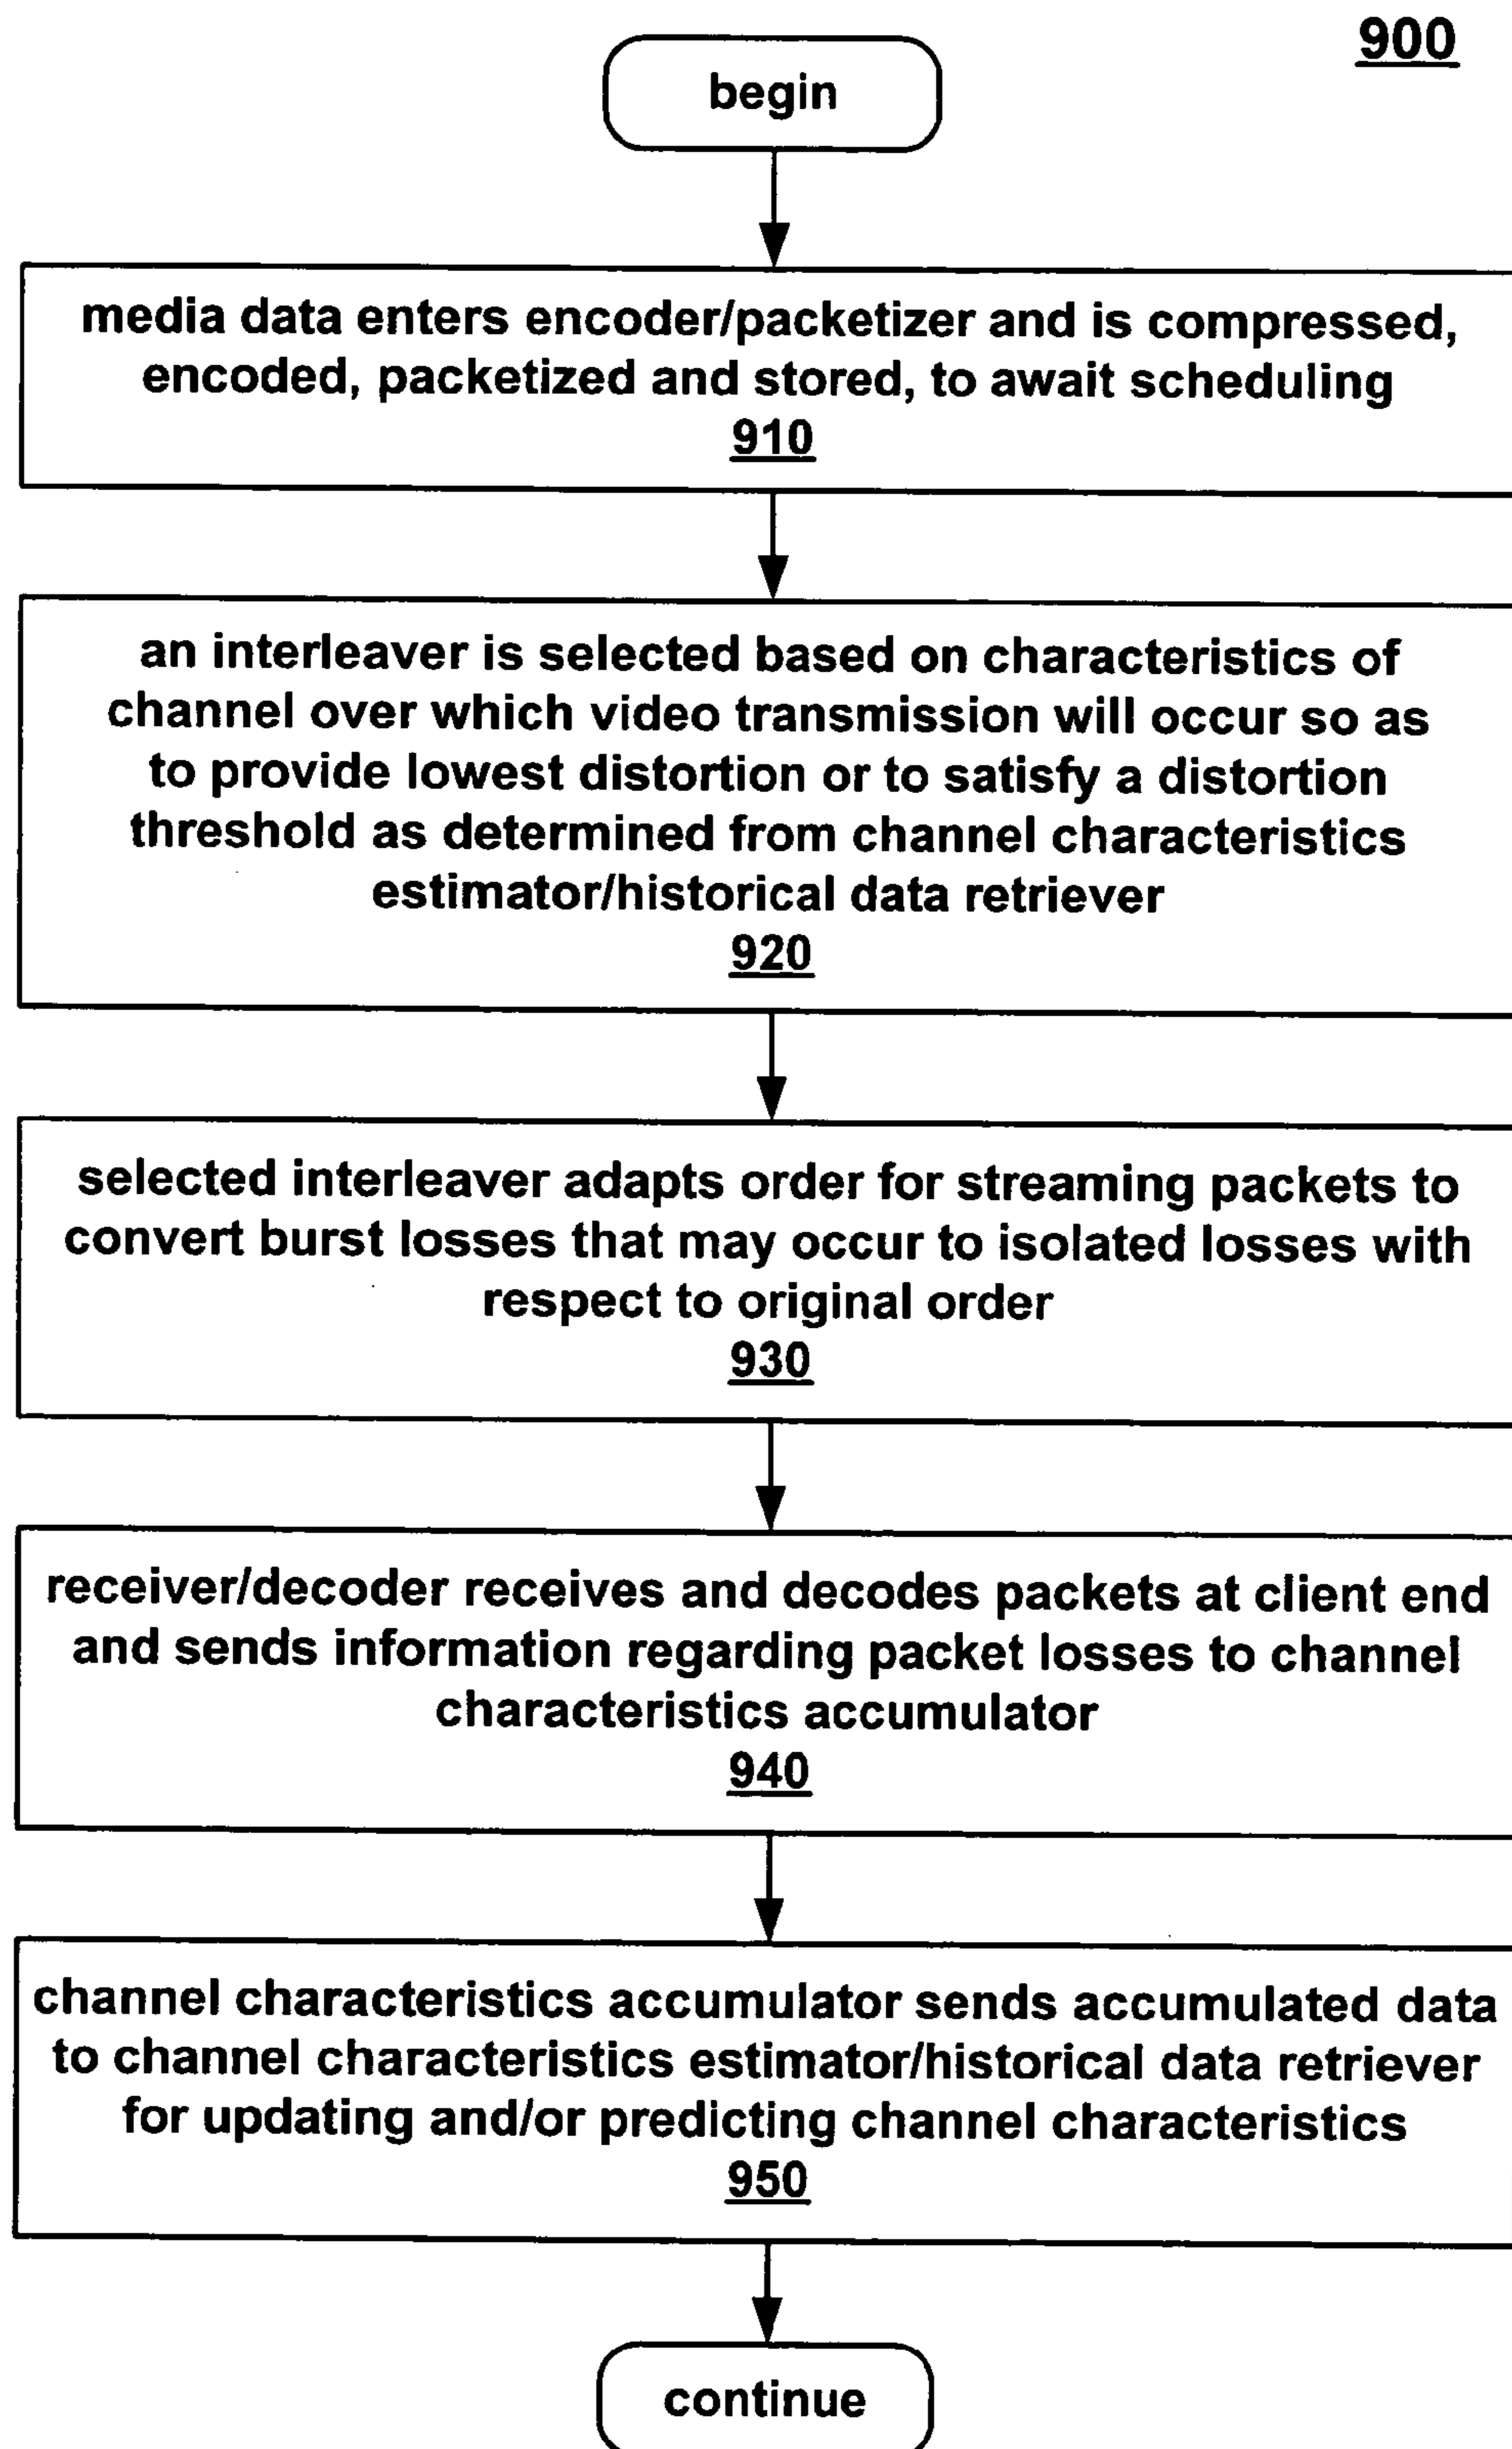 900
begin
media data enters encoder/packetizer and is compressed,
encoded, packetized and stored, to await scheduling
910
an interleaver is selected based on characteristics of
channel over which video transmission will occur so as
to provide lowest distortion or to satisfy a distortion
threshold as determined from channel characteristics
estimator/historical data retriever
920
selected interleaver adapts order for streaming packets to
convert burst losses that may occur to isolated losses with
respect to original order
930
receiver/decoder receives and decodes packets at client end
and sends information regarding packet losses to channel
characteristics accumulator
940
channel characteristics accumulator sends accumulated data
to channel characteristics estimator/historical data retriever
for updating and/or predicting channel characteristics
950
continue